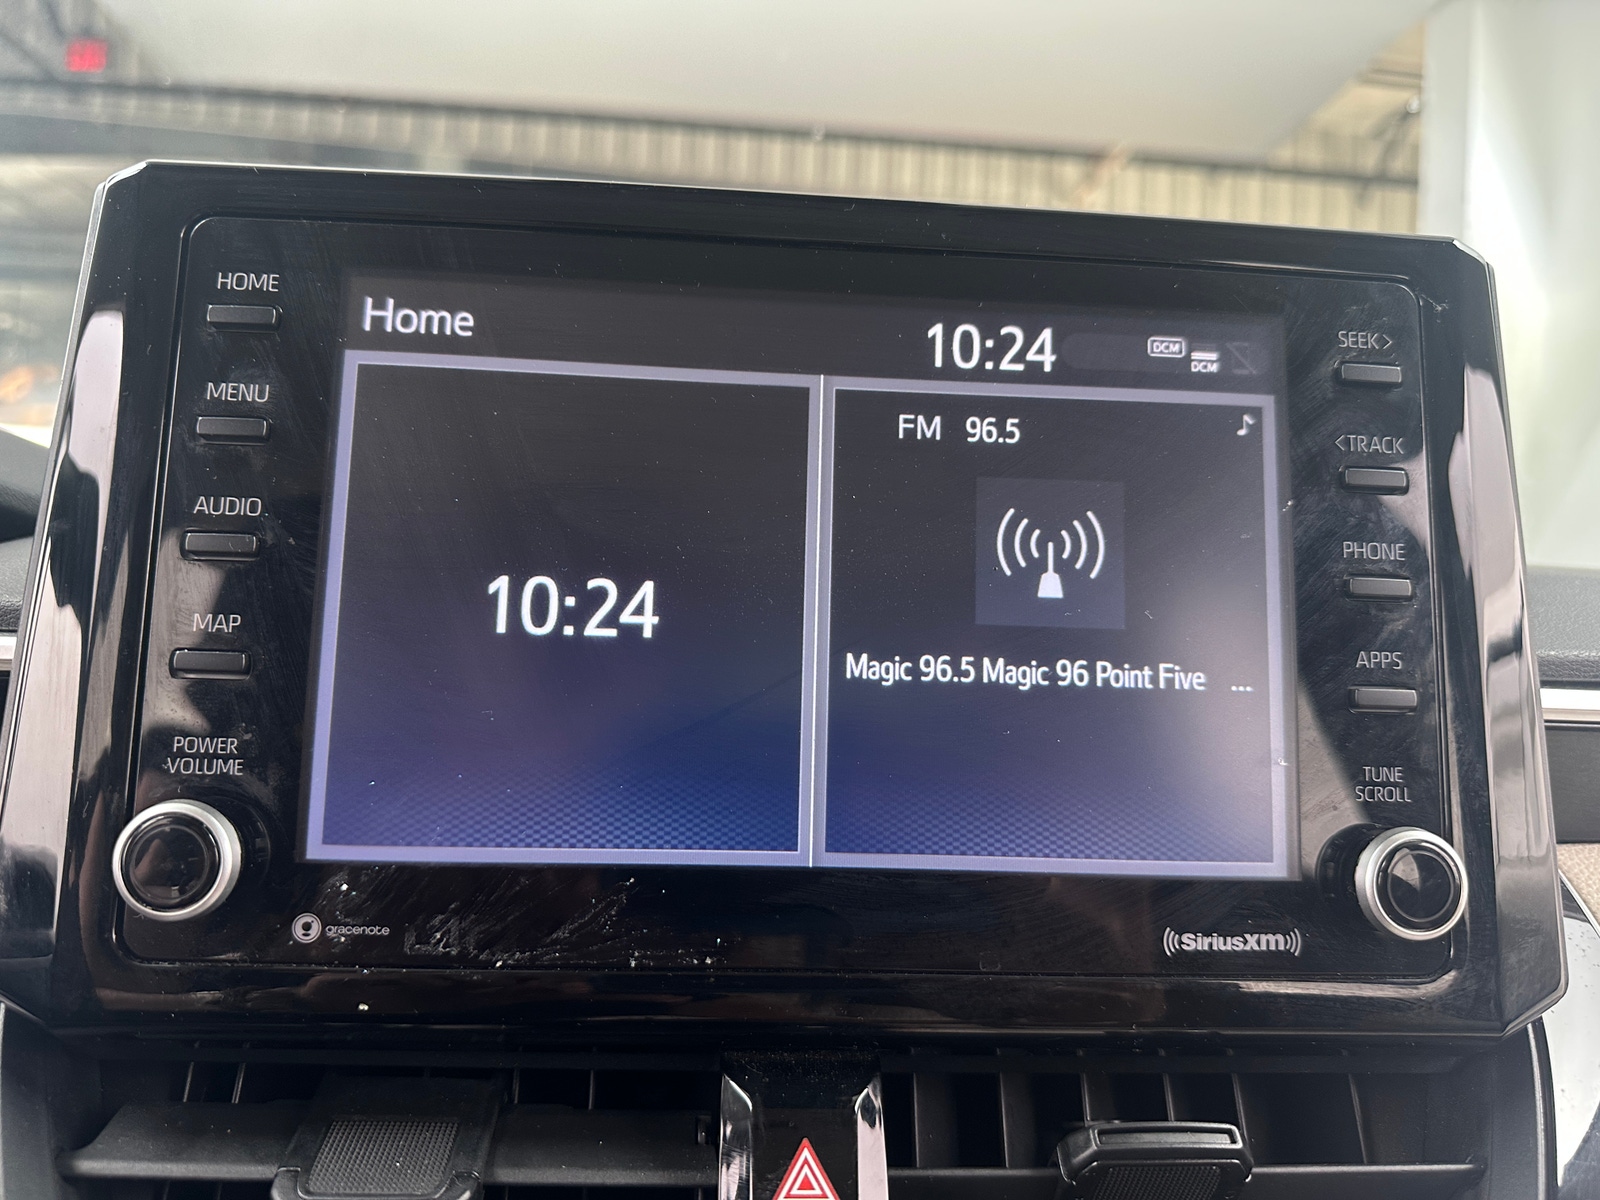 HOME
MENU
AUDIO
MAP
POWER
VOLUME
Home
10:24
DCM
DCM
10:24
FM 96.5
Magic 96.5 Magic 96 Point Five ...
SEEK>
<TRACK
PHONE
APPS
TUNE
SCROLL
gracenote
((SiriusXM))